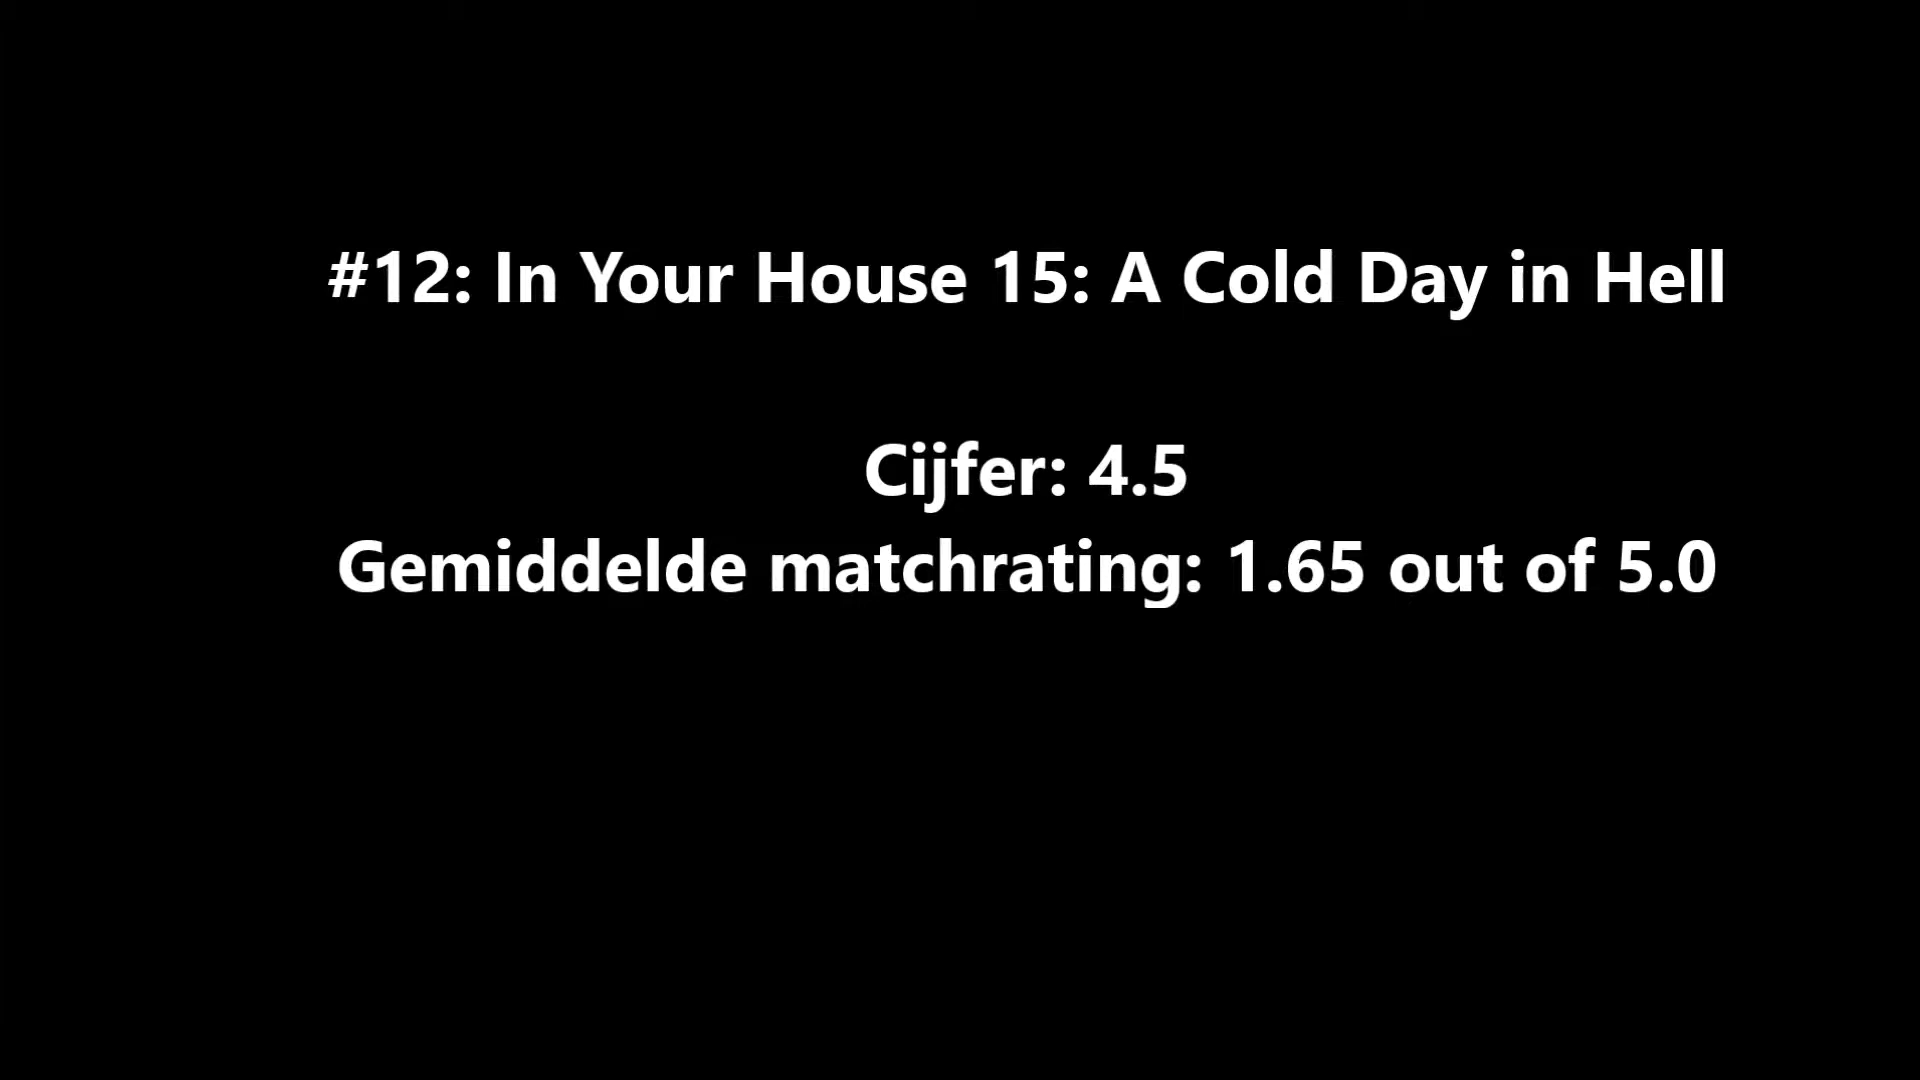 #12: In Your House 15: A Cold Day in Hell
Cijfer: 4.5
Gemiddelde matchrating: 1.65 out of 5.0